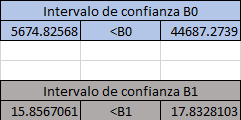 Intervalo de confianza B0
5674.82568 <B0 44687.2739
Intervalo de confianza B1
15.8567061 <B1 17.8328103